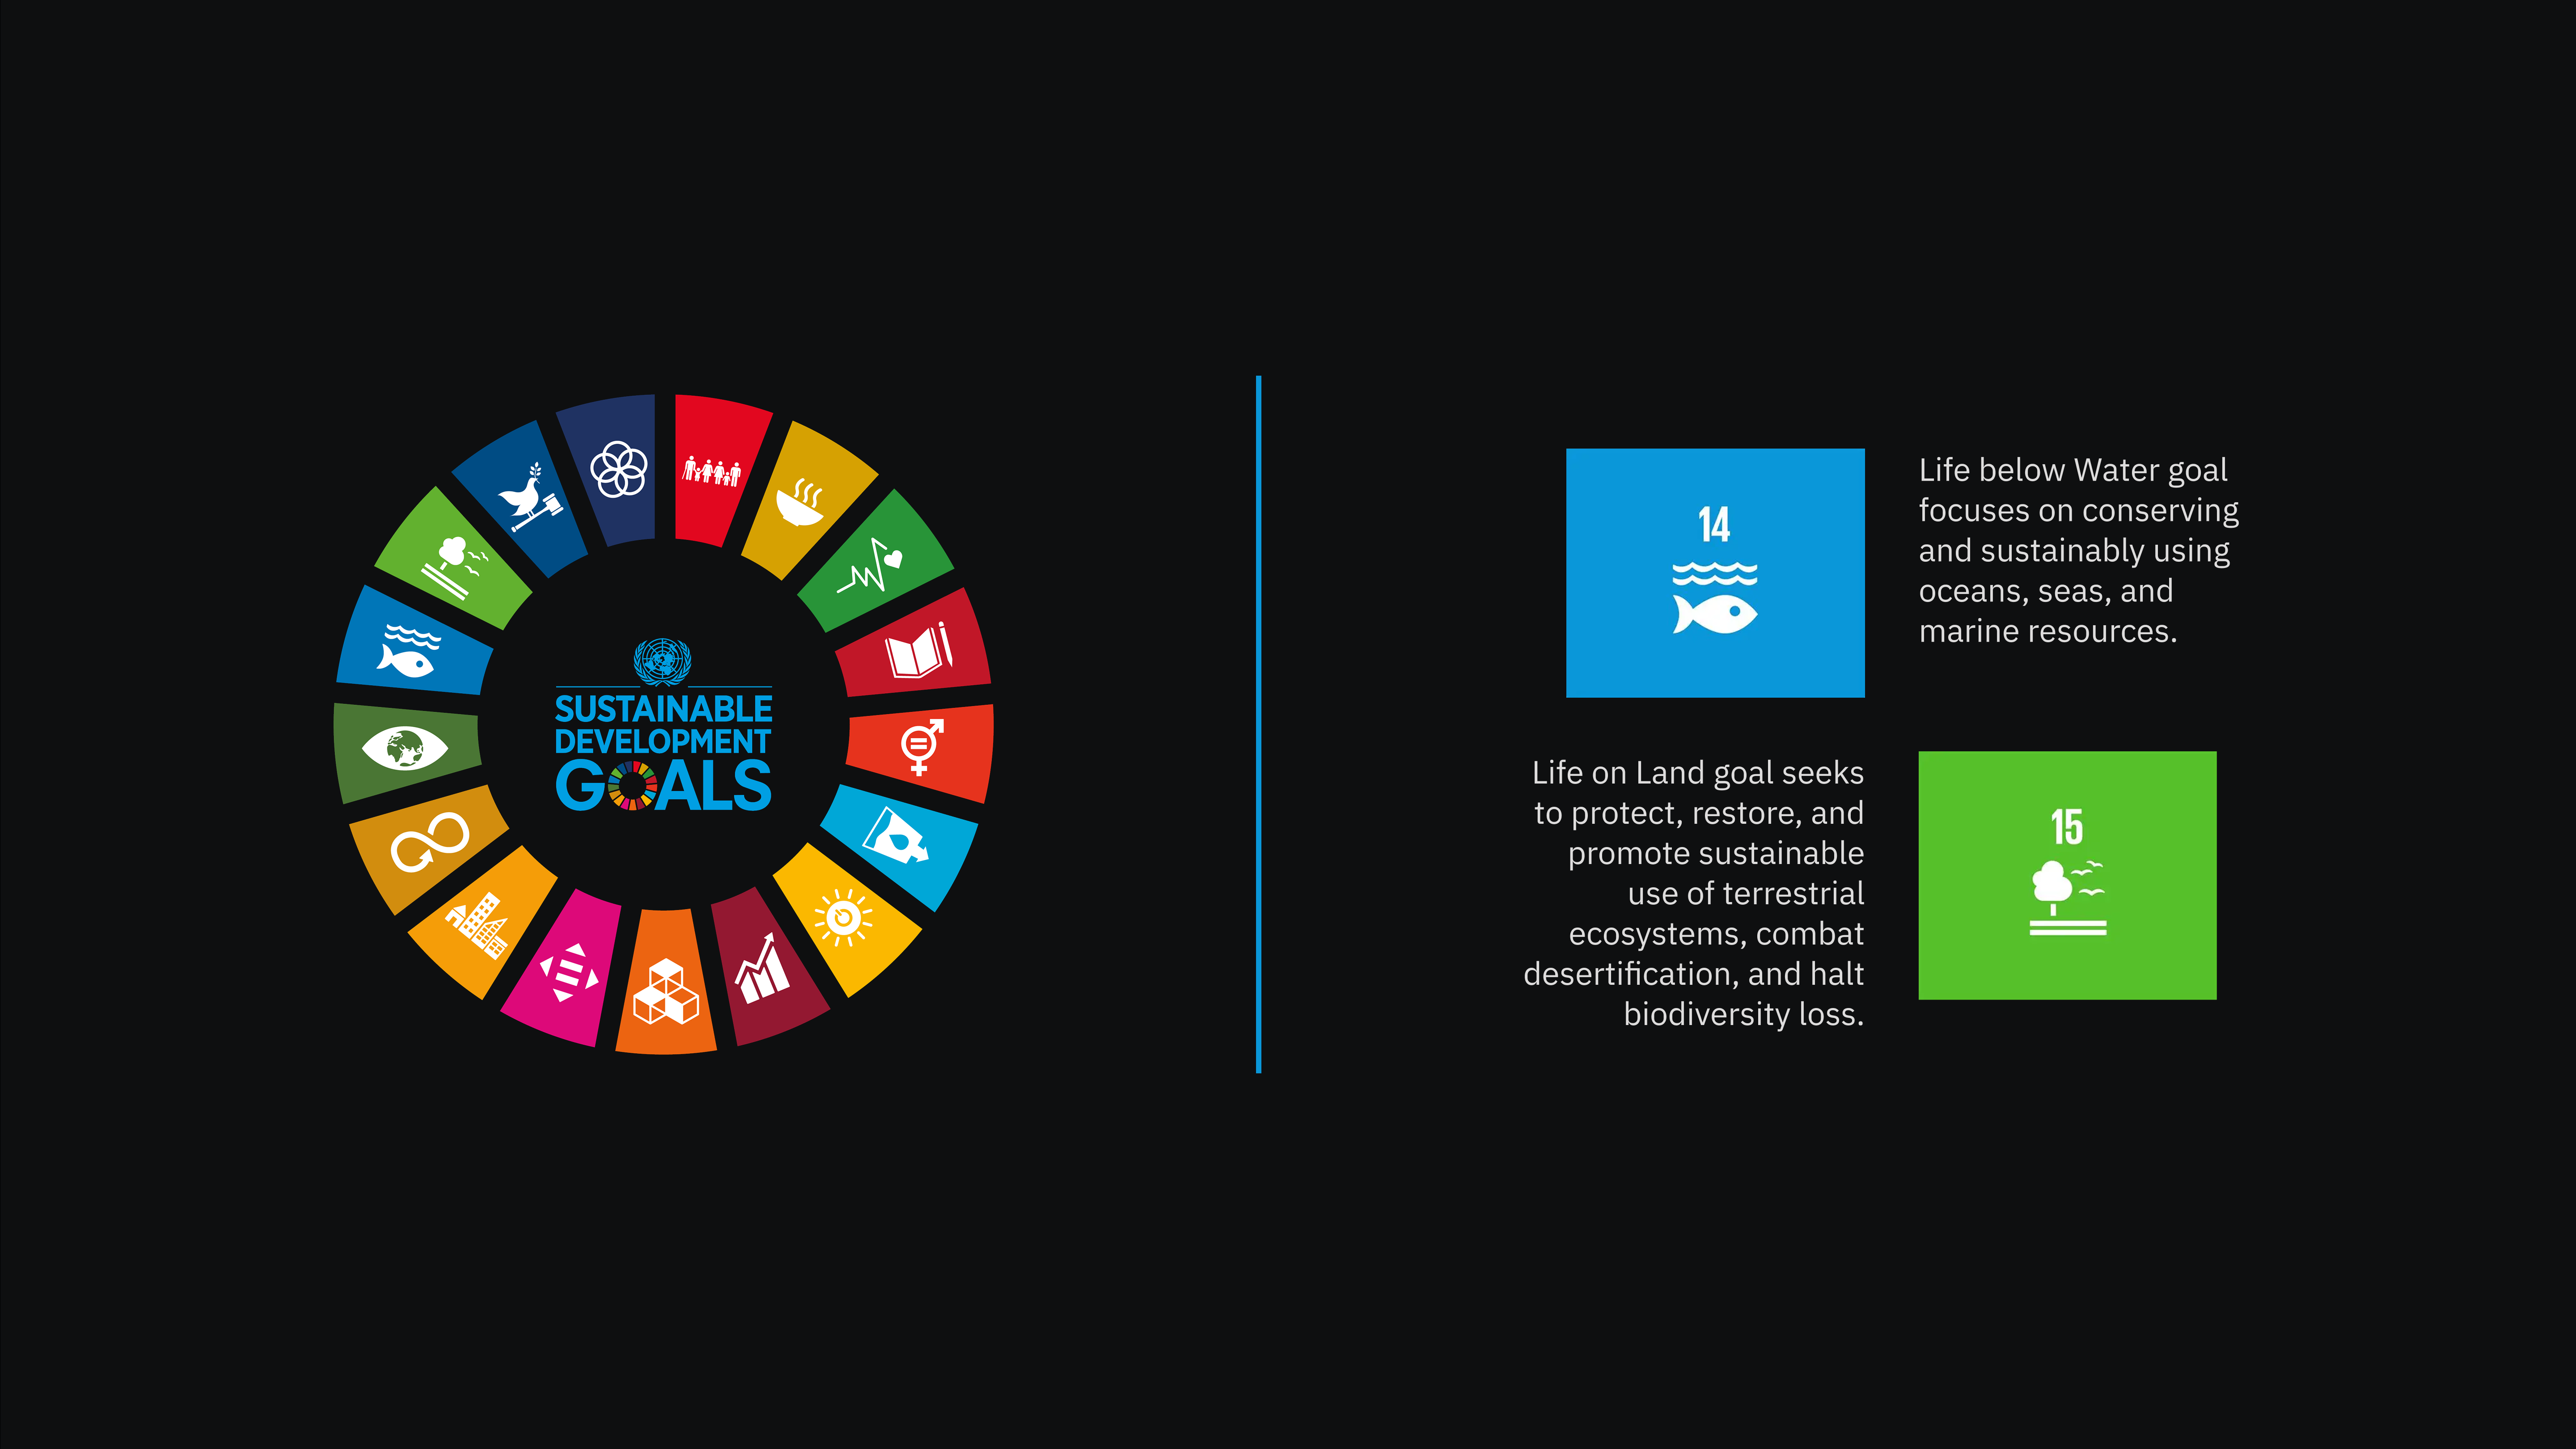 SUSTAINABLE
DEVELOPMENT
GOALS
14
Life below Water goal
focuses on conserving
and sustainably using
oceans, seas, and
marine resources.
Life on Land goal seeks
to protect, restore, and
promote sustainable
use of terrestrial
ecosystems, combat
desertification, and halt
biodiversity loss.
15